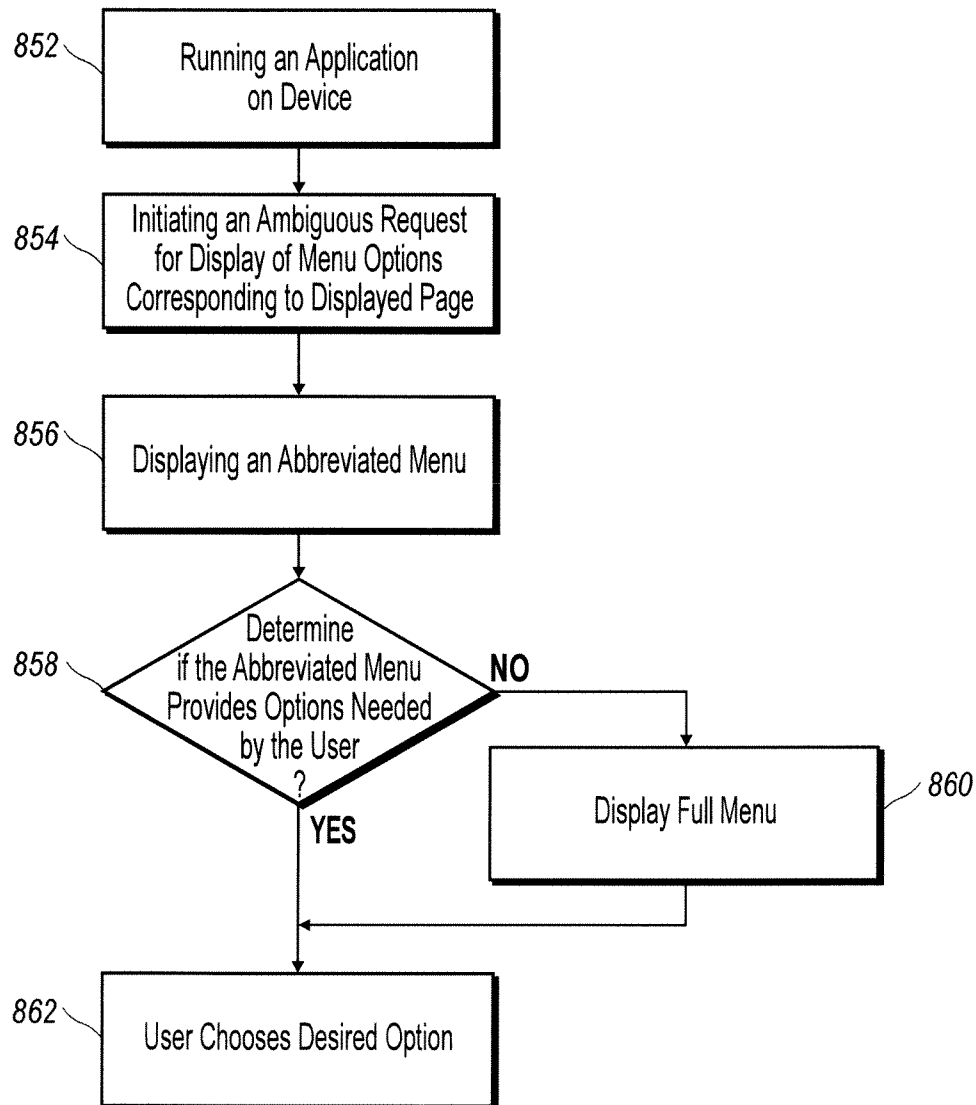 852
Running an Application
on Device
854
Initiating an Ambiguous Request
for Display of Menu Options
Corresponding to Displayed Page
856
Displaying an Abbreviated Menu
858
Determine
if the Abbreviated Menu
Provides Options Needed
by the User
?
NO
YES
Display Full Menu
860
862
User Chooses Desired Option